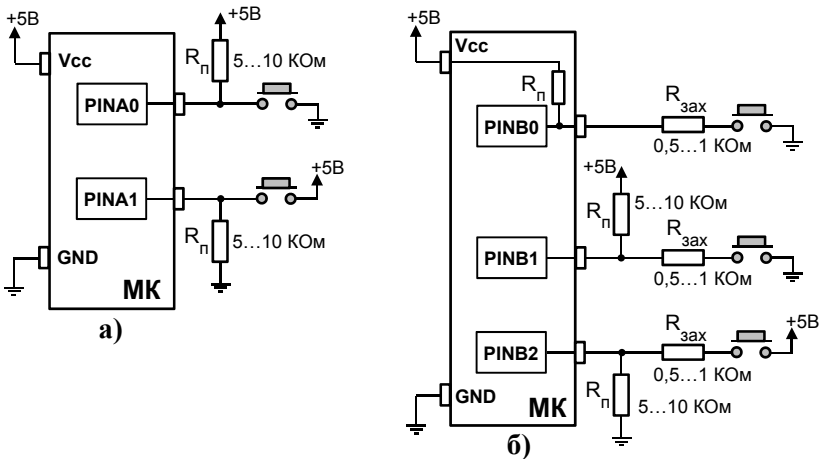 +5В
+5В
Vcc
Rп
5...10 КОм
PINA0
PINA1
+5В
Rп
5...10 КОм
GND
МК
а)
+5В
Vcc
Rп
PINB0
Rзах
0,5...1 КОм
+5В
5...10 КОм
Rп
Rзах
PINB1
0,5...1 КОм
Rзах
+5В
PINB2
0,5...1 КОм
Rп
5...10 КОм
GND
МК
б)